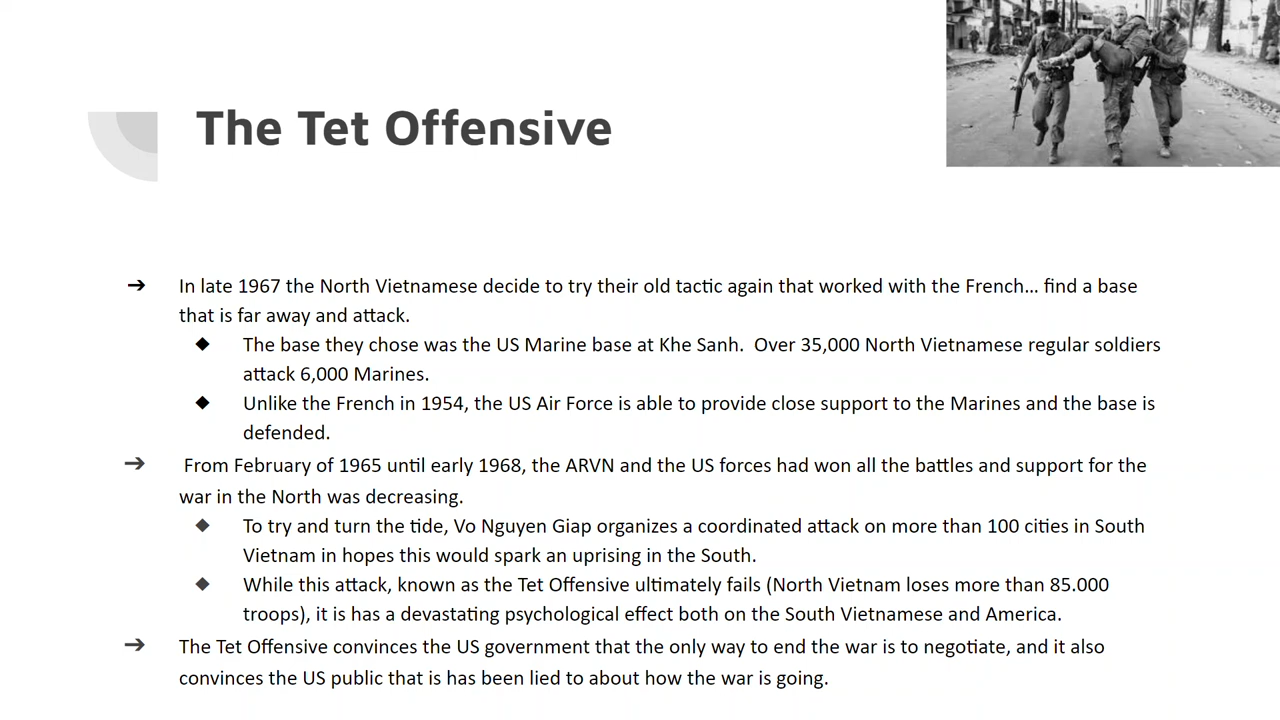 The Tet Offensive
➔ In late 1967 the North Vietnamese decide to try their old tactic again that worked with the French... find a base
that is far away and attack.
◆ The base they chose was the US Marine base at Khe Sanh.  Over 35,000 North Vietnamese regular soldiers
attack 6,000 Marines.
◆ Unlike the French in 1954, the US Air Force is able to provide close support to the Marines and the base is
defended.
➔ From February of 1965 until early 1968, the ARVN and the US forces had won all the battles and support for the
war in the North was decreasing.
◆ To try and turn the tide, Vo Nguyen Giap organizes a coordinated attack on more than 100 cities in South
Vietnam in hopes this would spark an uprising in the South.
◆ While this attack, known as the Tet Offensive ultimately fails (North Vietnam loses more than 85.000
troops), it is has a devastating psychological effect both on the South Vietnamese and America.
➔ The Tet Offensive convinces the US government that the only way to end the war is to negotiate, and it also
convinces the US public that is has been lied to about how the war is going.